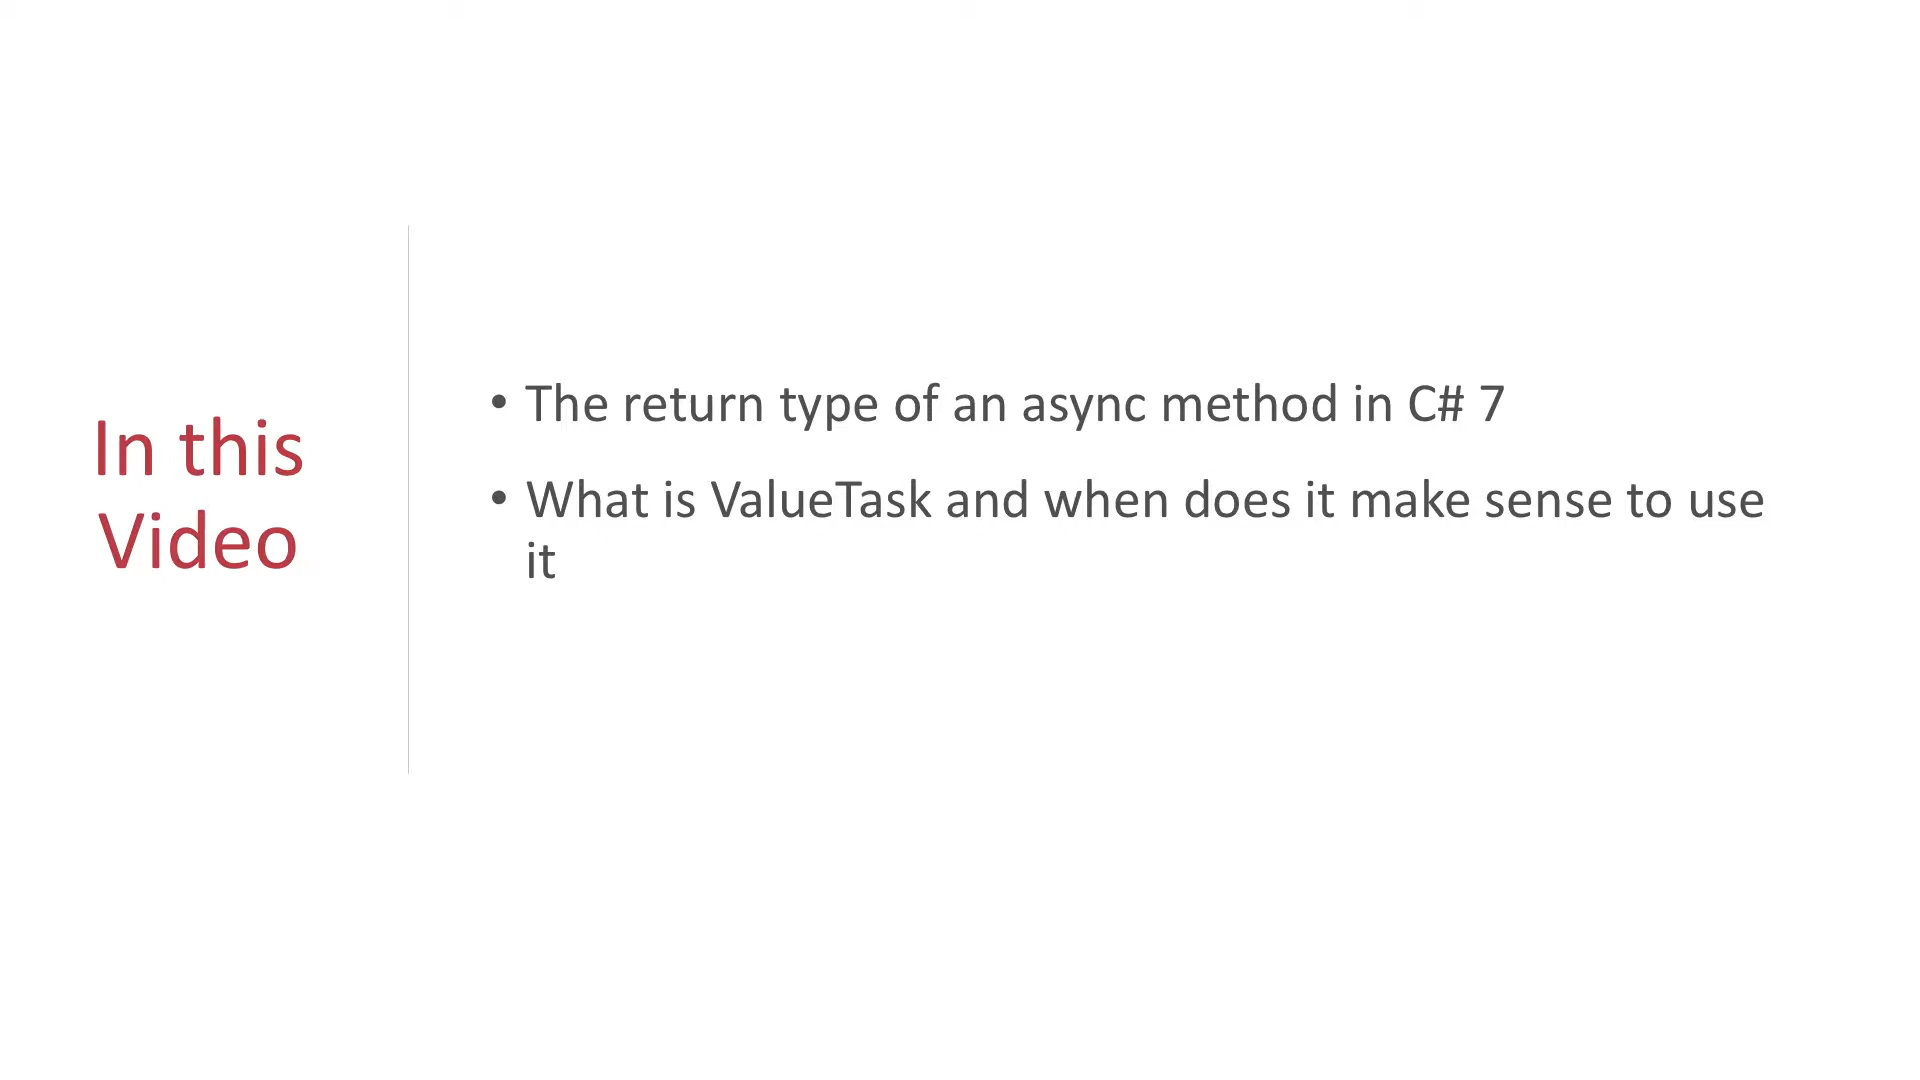 In this
Video
• The return type of an async method in C# 7
• What is ValueTask and when does it make sense to use
it